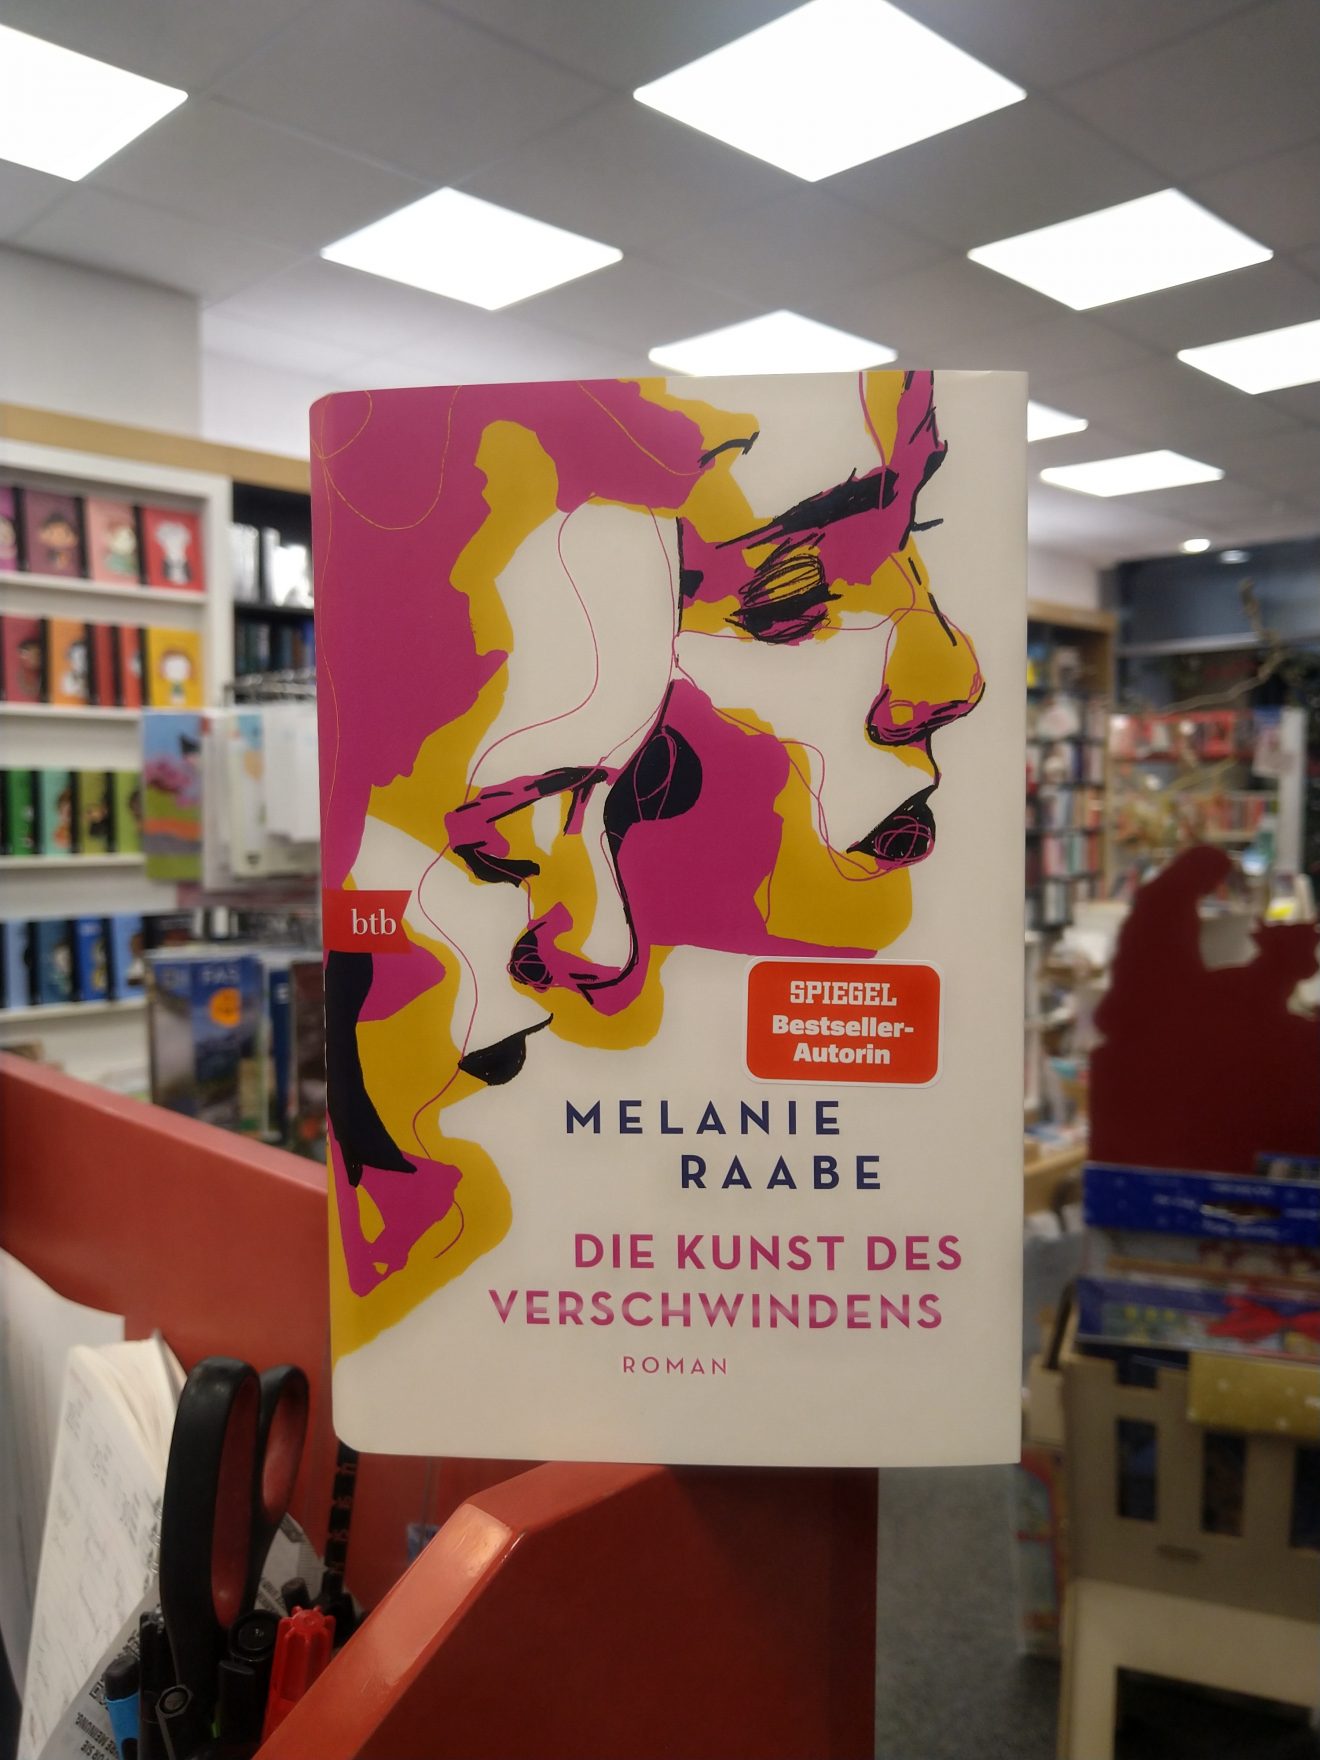 btb
SPIEGEL
Bestseller-
Autorin
MELANIE
RAABE
DIE KUNST DES
VERSCHWINDENS
ROMAN